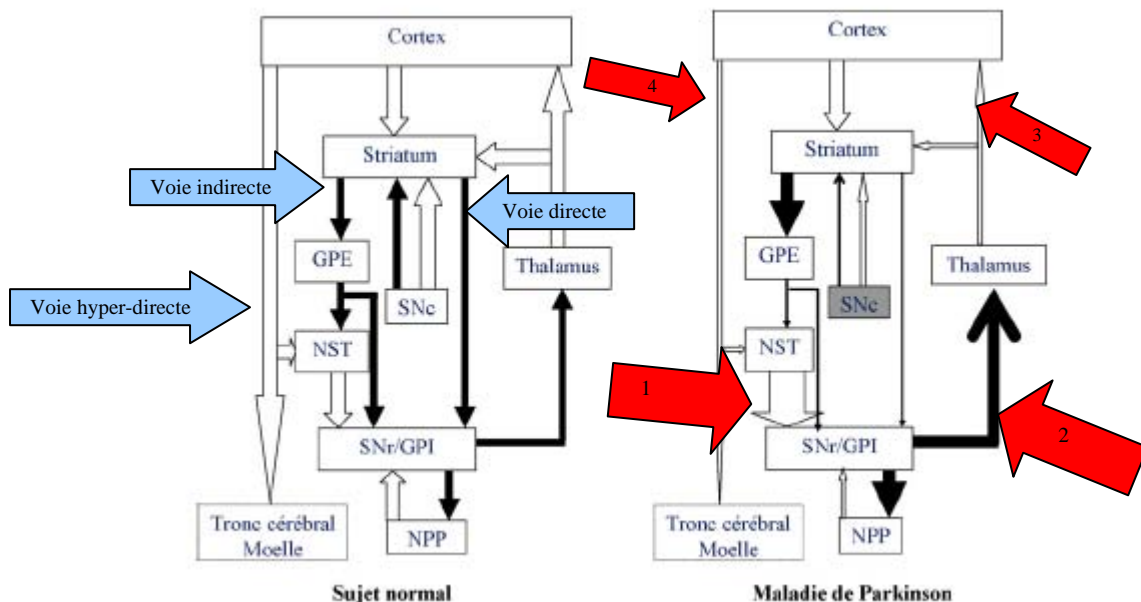 Cortex
Striatum
Voie indirecte
Voie directe
GPE
Thalamus
SNc
Voie hyper-directe
NST
SNr/GPI
Tronc cérébral
Moelle
NPP
Sujet normal
Cortex
4
3
Striatum
GPE
Thalamus
SNc
NST
1
2
SNr/GPI
Tronc cérébral
Moelle
NPP
Maladie de Parkinson